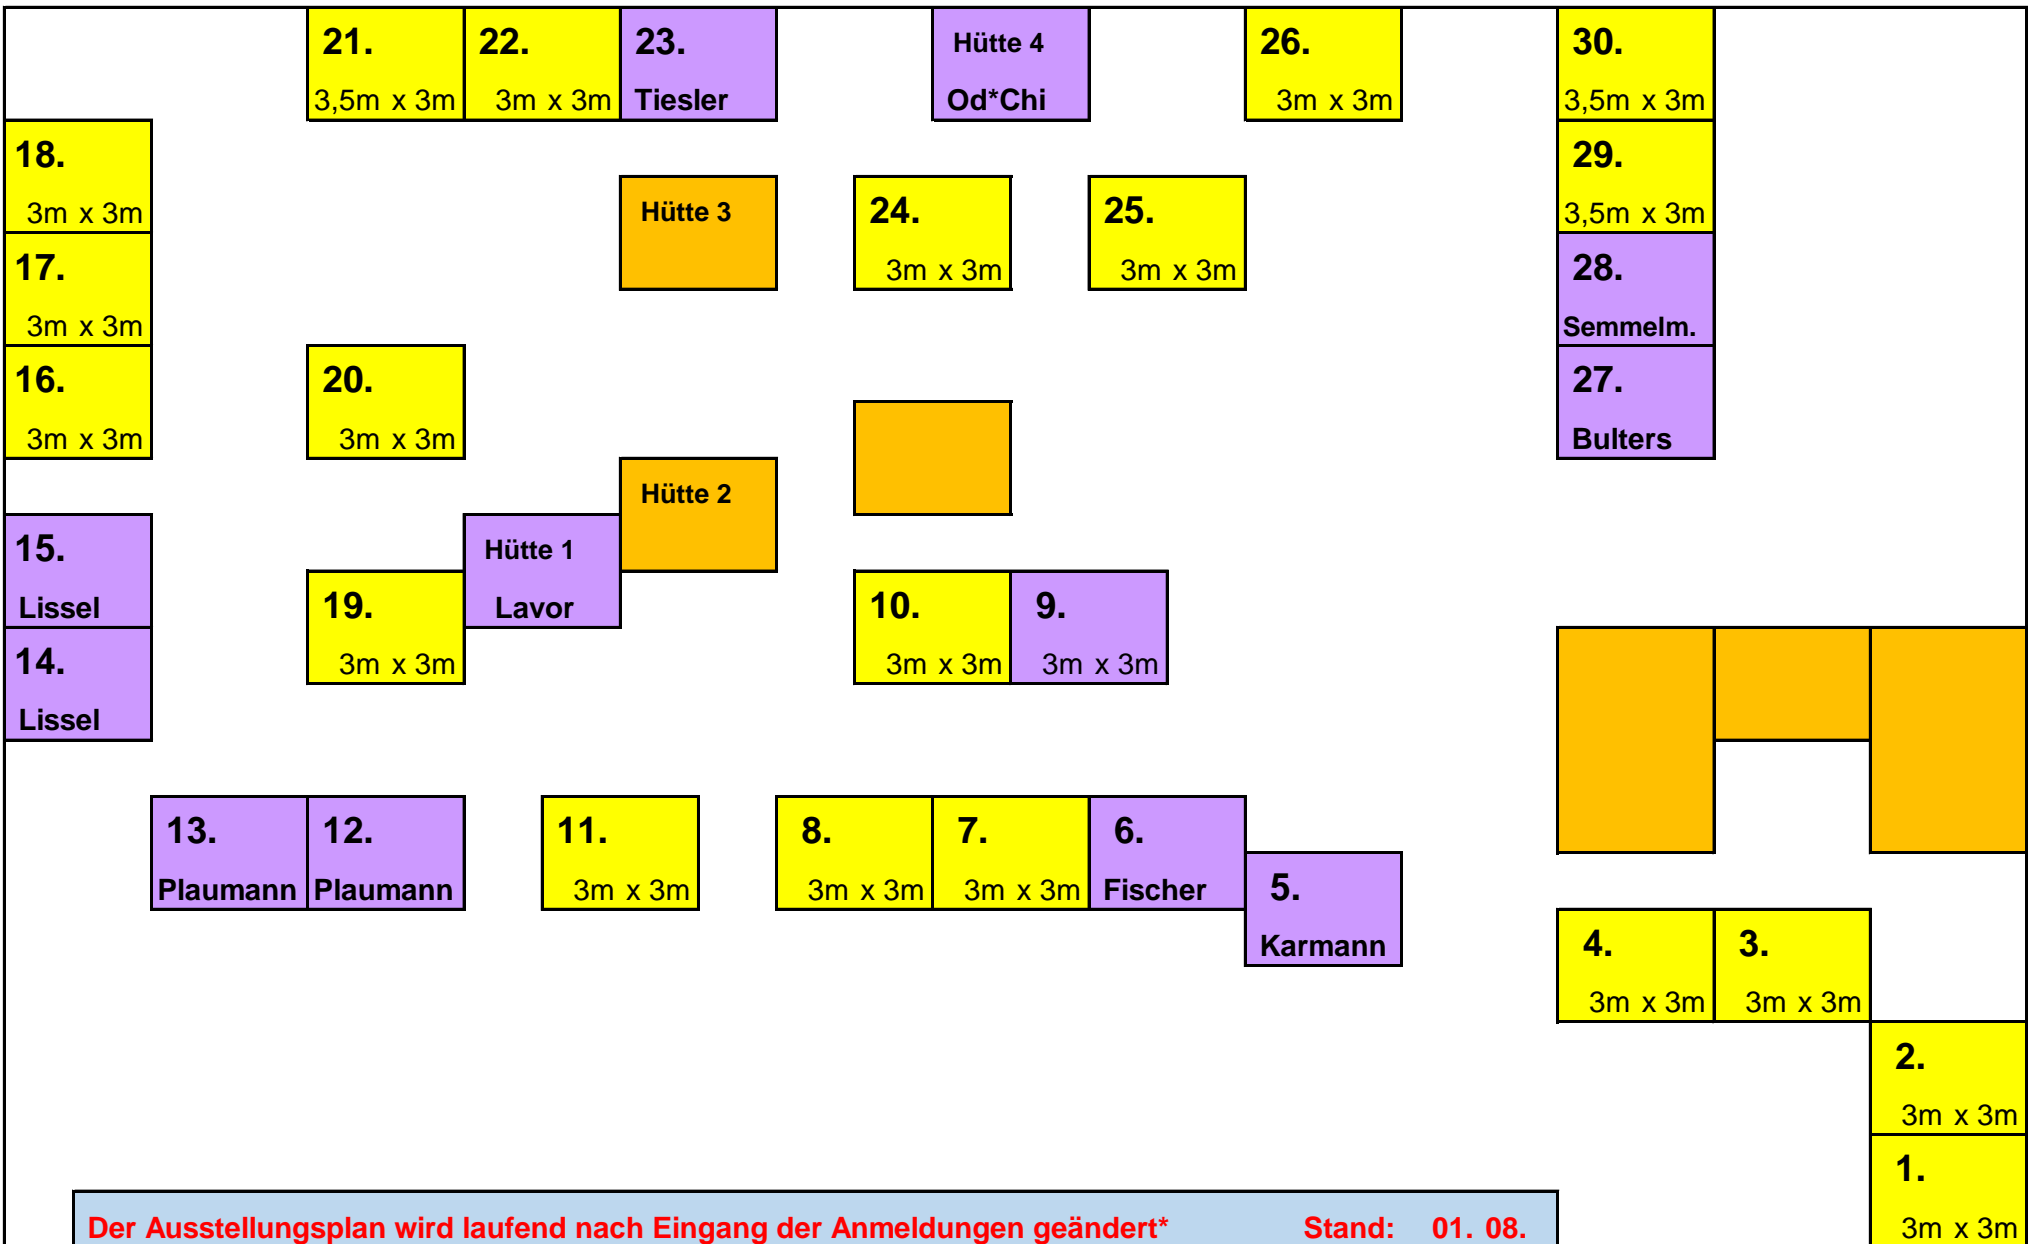 21. 22. 23. Hütte 4 26. 30.
3,5m x 3m 3m x 3m Tiesler Od*Chi 3m x 3m 3,5m x 3m
18. 29.
3m x 3m Hütte 3 24. 25. 3,5m x 3m
17. 3m x 3m 3m x 3m 28.
3m x 3m Semmelm.
16. 20. 27.
3m x 3m 3m x 3m Bulters
Hütte 2
15. Hütte 1
Lissel 19. Lavor 10. 9.
14. 3m x 3m 3m x 3m 3m x 3m
Lissel
13. 12. 11. 8. 7. 6.
Plaumann Plaumann 3m x 3m 3m x 3m 3m x 3m Fischer 5.
Karmann 4. 3.
3m x 3m 3m x 3m
2.
3m x 3m
1.
Der Ausstellungsplan wird laufend nach Eingang der Anmeldungen geändert* Stand: 01. 08. 3m x 3m